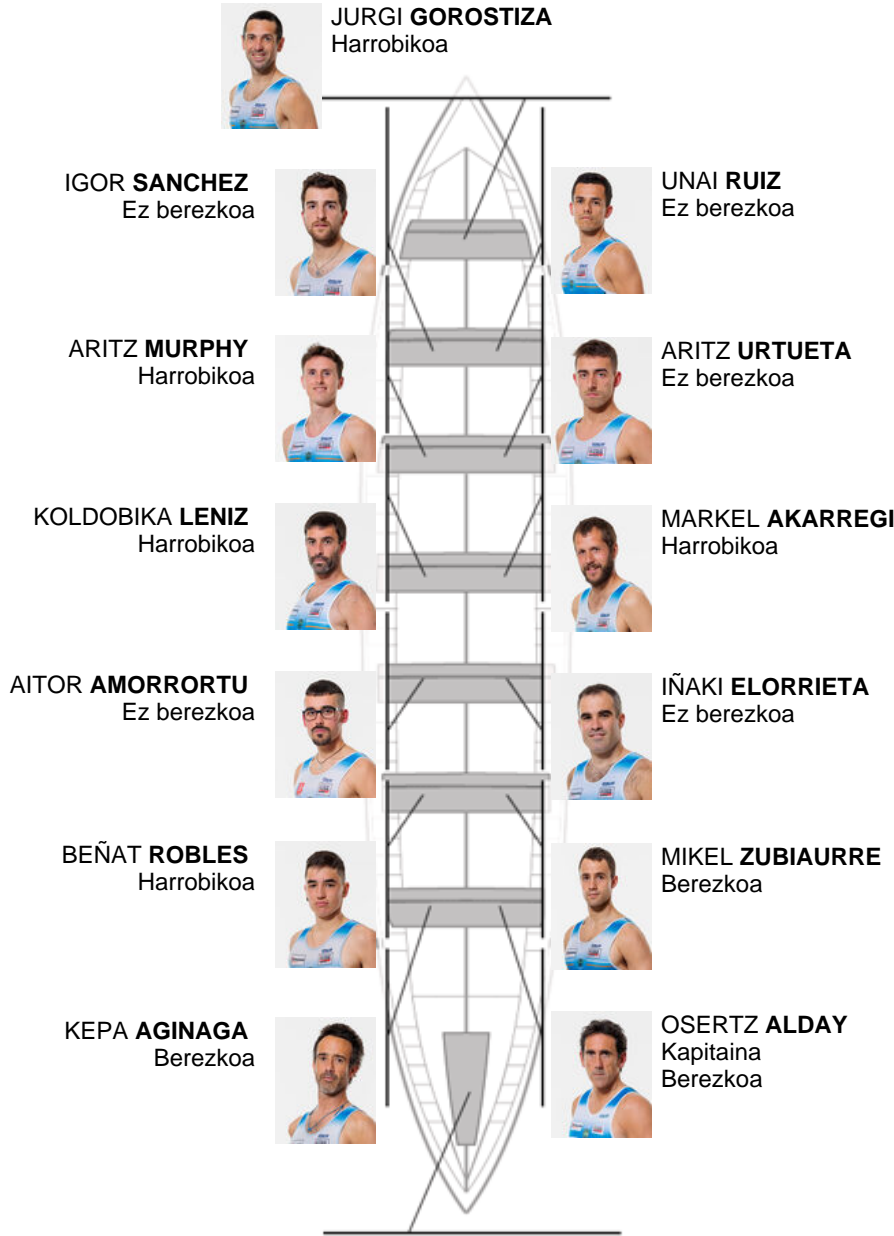 JURGI GOROSTIZA
Harrobikoa
IGOR SANCHEZ
Ez berezkoa
UNAI RUIZ
Ez berezkoa
ARITZ MURPHY
Harrobikoa
ARITZ URTUETA
Ez berezkoa
KOLDOBIKA LENIZ
Harrobikoa
MARKEL AKARREGI
Harrobikoa
AITOR AMORRORTU
Ez berezkoa
IÑAKI ELORRIETA
Ez berezkoa
BEÑAT ROBLES
Harrobikoa
MIKEL ZUBIAURRE
Berezkoa
KEPA AGINAGA
Berezkoa
OSERTZ ALDAY
Kapitaina
Berezkoa